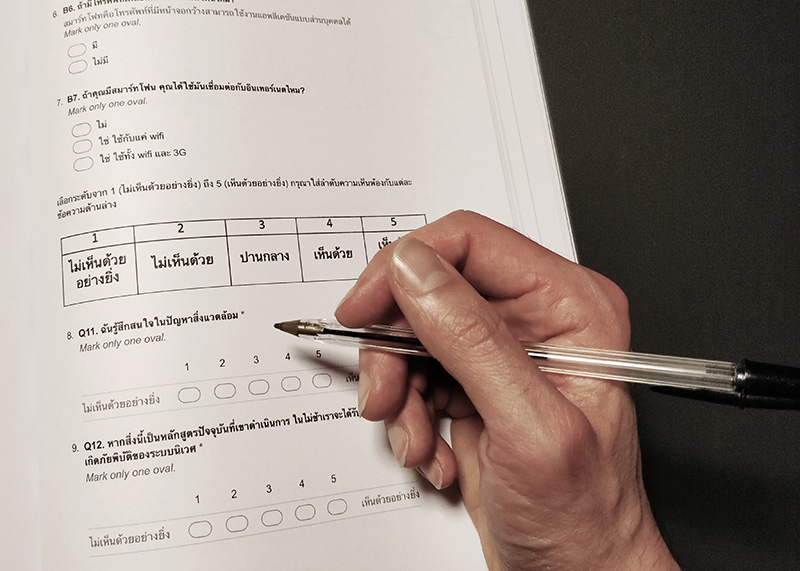 6. B6. ถ้ามี
สมาร์ทโฟนคือโทรศัพท์ที่มีหน้าจอกว้างสามารถใช้งานแอพลิเคชันแบบส่วนบุคคลได้
Mark only one oval.
มี
ไม่มี
7. B7. ถ้าคุณมีสมาร์ทโฟน คุณได้ใช้มันเชื่อมต่อกับอินเทอร์เนตไหม?
Mark only one oval.
ไม่
ใช่ ใช้กับแค่ wifi
ใช่ ใช้ทั้ง wifi และ 3G
เลือกระดับจาก 1 (ไม่เห็นด้วยอย่างยิ่ง) ถึง 5 (เห็นด้วยอย่างยิ่ง) กรุณาใส่ลำดับความเห็นพ้องกับแต่ละ
ข้อความด้านล่าง
1 2 3 4 5
ไม่เห็นด้วย ไม่เห็นด้วย ปานกลาง เห็นด้วย
อย่างยิ่ง
8. Q11. ฉันรู้สึกสนใจในปัญหาสิ่งแวดล้อม *
Mark only one oval.
1 2 3 4 5
ไม่เห็นด้วยอย่างยิ่ง
9. Q12. หากสิ่งนี้เป็นหลักสูตรปัจจุบันที่เขาดำเนินการ ในไม่ช้าเราจะได้
เกิดภัยพิบัติของระบบนิเวศ *
Mark only one oval.
1 2 3 4 5
ไม่เห็นด้วยอย่างยิ่ง เห็นด้วยอย่างยิ่ง